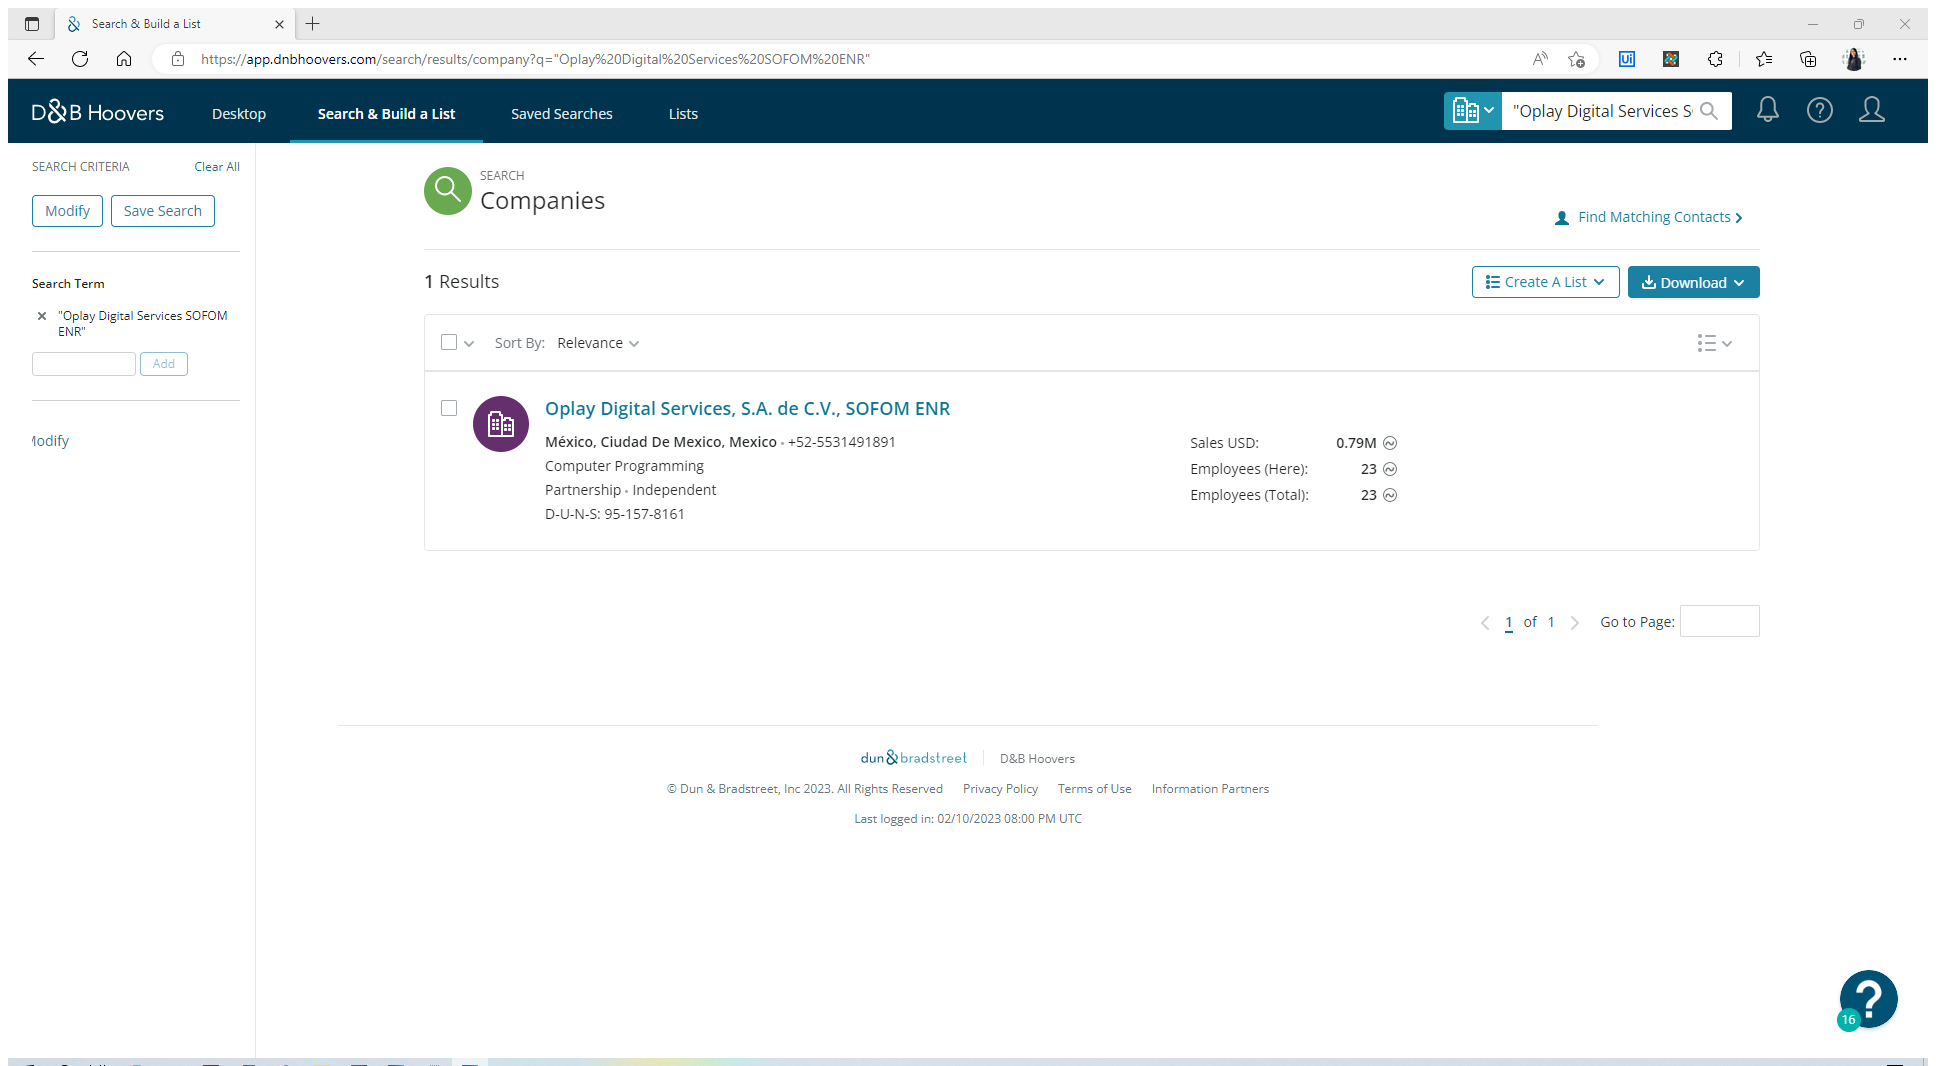 Search & Build a List
https://app.dnbhoovers.com/search/results/company?q="Oplay%20Digital%20Services%20SOFOM%20ENR"
D&B Hoovers
Desktop
Search & Build a List
Saved Searches
Lists
"Oplay Digital Services S
SEARCH CRITERIA
Clear All
Modify
Save Search
Search Term
"Oplay Digital Services SOFOM
ENR"
Add
Modify
SEARCH
Companies
Find Matching Contacts
1 Results
Create A List
Download
Sort By: Relevance
Oplay Digital Services, S.A. de C.V., SOFOM ENR
México, Ciudad De Mexico, Mexico • +52-5531491891
Computer Programming
Partnership • Independent
D-U-N-S: 95-157-8161
Sales USD: 0.79M
Employees (Here): 23
Employees (Total): 23
1 of 1
Go to Page:
dun&bradstreet
D&B Hoovers
© Dun & Bradstreet, Inc 2023. All Rights Reserved
Privacy Policy
Terms of Use
Information Partners
Last logged in: 02/10/2023 08:00 PM UTC
?
16